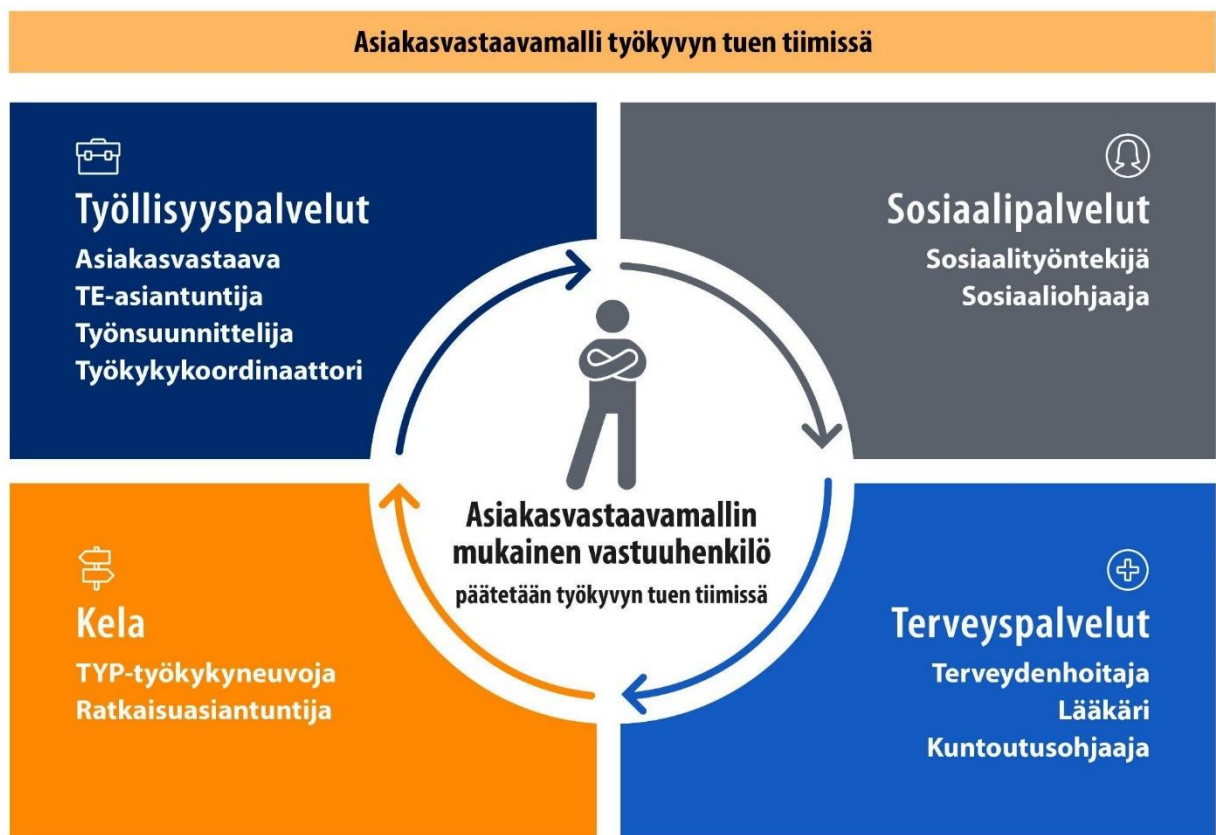 Asiakasvastaavamalli työkyvyn tuen tiimissä
Työllisyyspalvelut
Asiakasvastaava
TE-asiantuntija
Työnsuunnittelija
Työkykykoordinaattori
Sosiaalipalvelut
Sosiaalityöntekijä
Sosiaaliohjaaja
Asiakasvastaavamallin
mukainen vastuuhenkilö
päätetään työkyvyn tuen tiimissä
Kela
TYP-työkykyneuvoja
Ratkaisuasiantuntija
Terveyspalvelut
Terveydenhoitaja
Lääkäri
Kuntoutusohjaaja